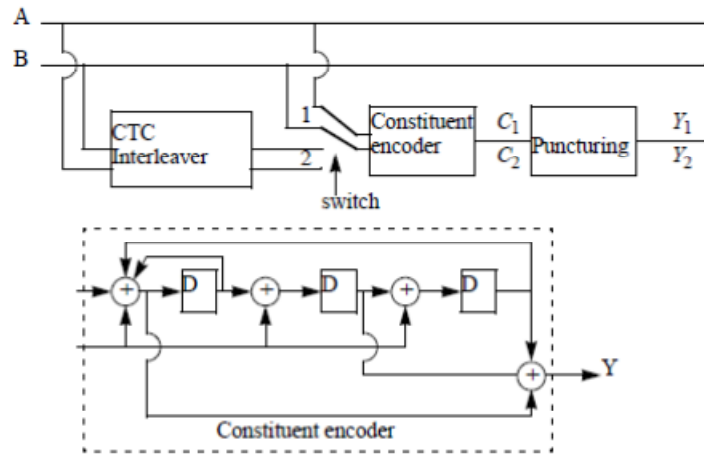 A
B
CTC
Interleaver
1
2
switch
Constituent
encoder
C1
C2
Puncturing
Y1
Y2
+
D
+
D
+
D
+
Y
Constituent encoder